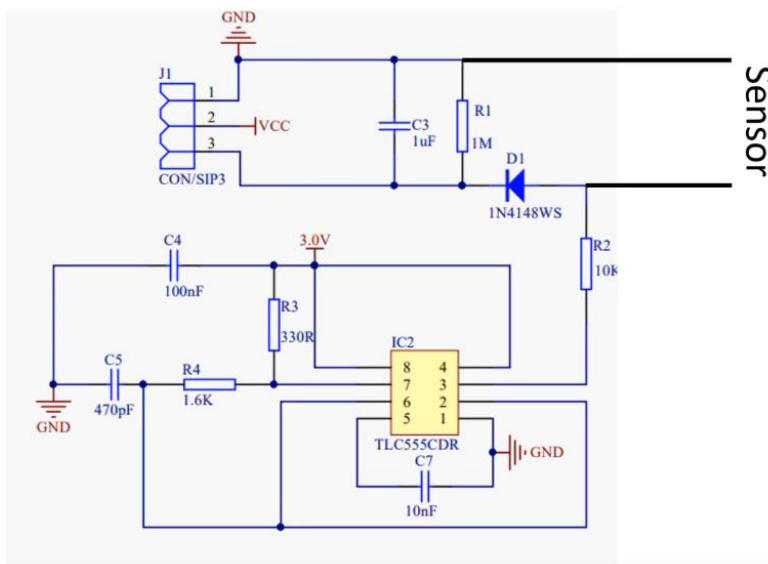 GND
J1
1
2
3
VCC
CON/SIP3
C3
1uF
R1
1M
D1
1N4148WS
Sensor
R2
10K
C4
100nF
3.0V
R3
330R
C5
470pF
R4
1.6K
GND
IC2
8 4
7 3
6 2
5 1
TLC555CDR
GND
C7
10nF